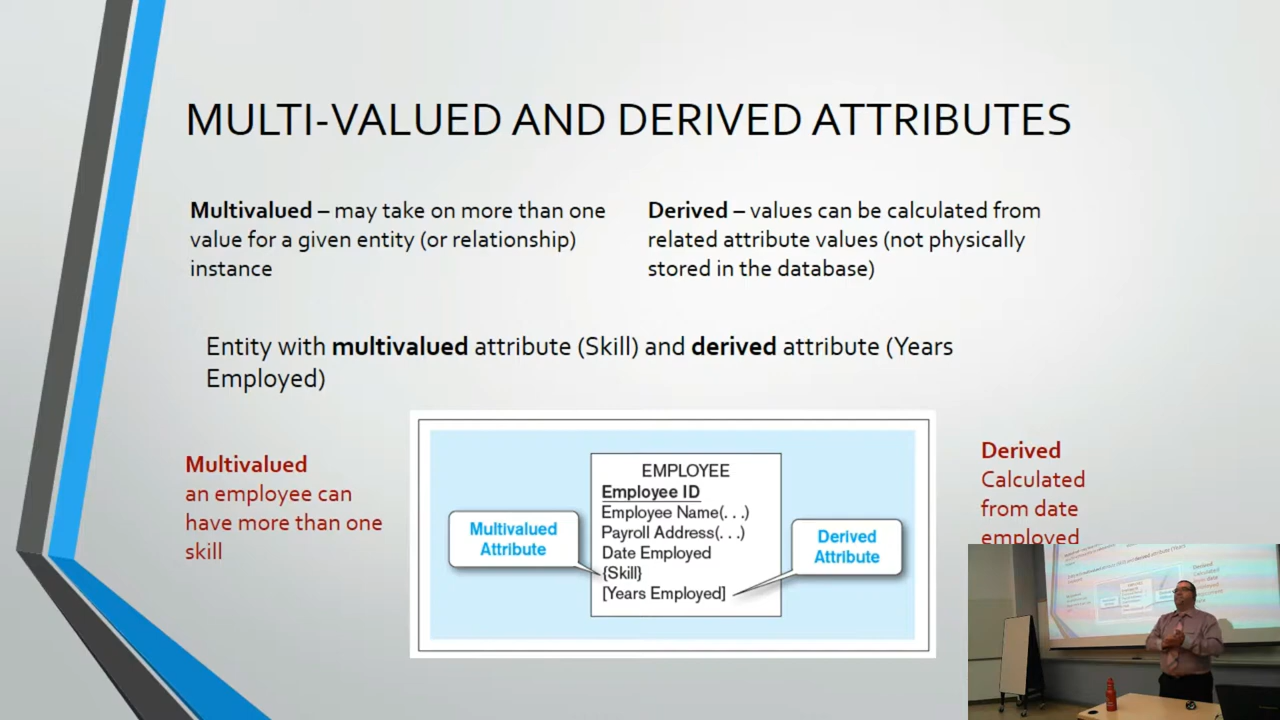 MULTI-VALUED AND DERIVED ATTRIBUTES
Multivalued – may take on more than one
value for a given entity (or relationship)
instance
Derived – values can be calculated from
related attribute values (not physically
stored in the database)
Entity with multivalued attribute (Skill) and derived attribute (Years
Employed)
Multivalued
an employee can
have more than one
skill
Multivalued
Attribute
EMPLOYEE
Employee ID
Employee Name(. . .)
Payroll Address(. . .)
Date Employed
{Skill}
[Years Employed]
Derived
Attribute
Derived
Calculated
from date
employed